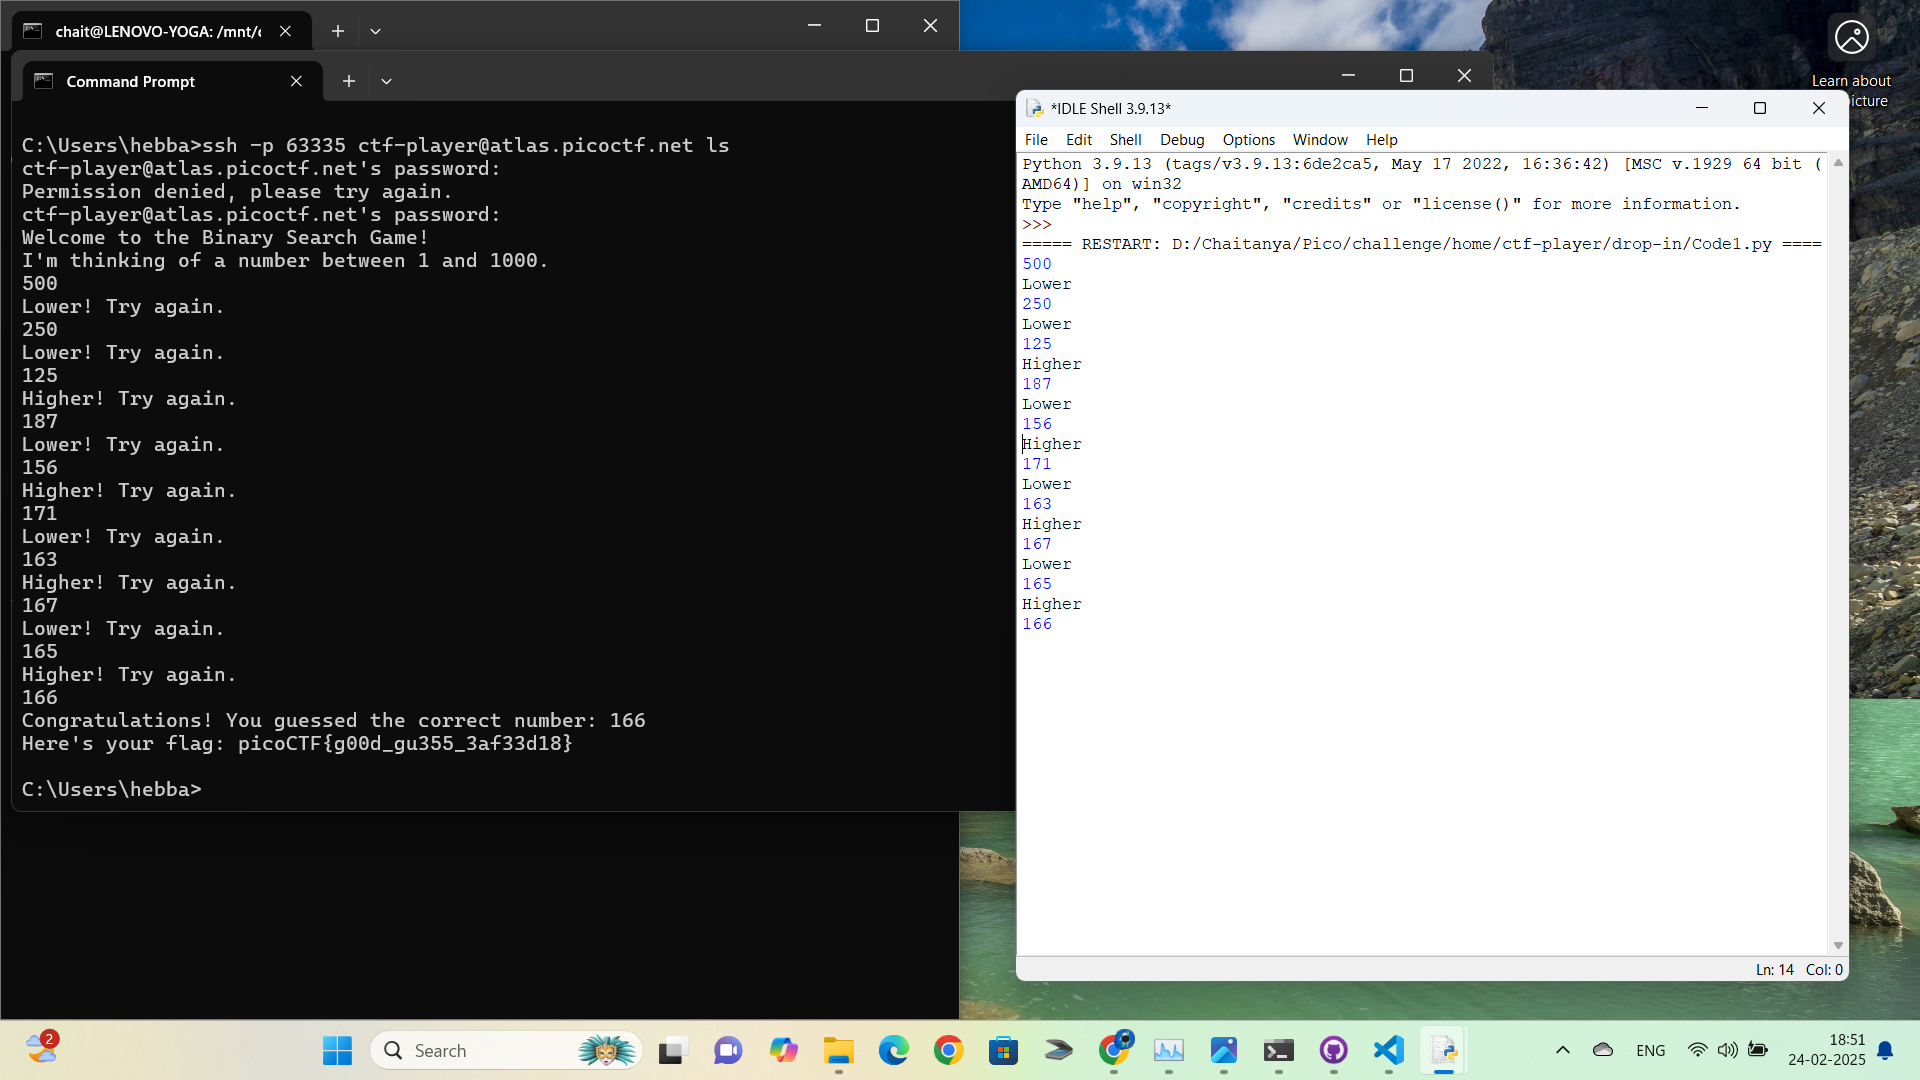 chait@LENOVO-YOGA: /mnt/
Command Prompt
C:\Users\hebba>ssh -p 63335 ctf-player@atlas.picoctf.net ls
ctf-player@atlas.picoctf.net's password:
Permission denied, please try again.
ctf-player@atlas.picoctf.net's password:
Welcome to the Binary Search Game!
I'm thinking of a number between 1 and 1000.
500
Lower! Try again.
250
Lower! Try again.
125
Higher! Try again.
187
Lower! Try again.
156
Higher! Try again.
171
Lower! Try again.
163
Higher! Try again.
167
Lower! Try again.
165
Higher! Try again.
166
Congratulations! You guessed the correct number: 166
Here's your flag: picoCTF{g00d_gu355_3af33d18}
C:\Users\hebba>
*IDLE Shell 3.9.13*
File Edit Shell Debug Options Window Help
Python 3.9.13 (tags/v3.9.13:6de2ca5, May 17 2022, 16:36:42) [MSC v.1929 64 bit (
AMD64)] on win32
Type "help", "copyright", "credits" or "license()" for more information.
>>>
===== RESTART: D:/Chaitanya/Pico/challenge/home/ctf-player/drop-in/Code1.py ====
500
Lower
250
Lower
125
Higher
187
Lower
156
Higher
171
Lower
163
Higher
167
Lower
165
Higher
166
Ln: 14 Col: 0
Learn about
picture
2
Search
ENG
18:51
24-02-2025